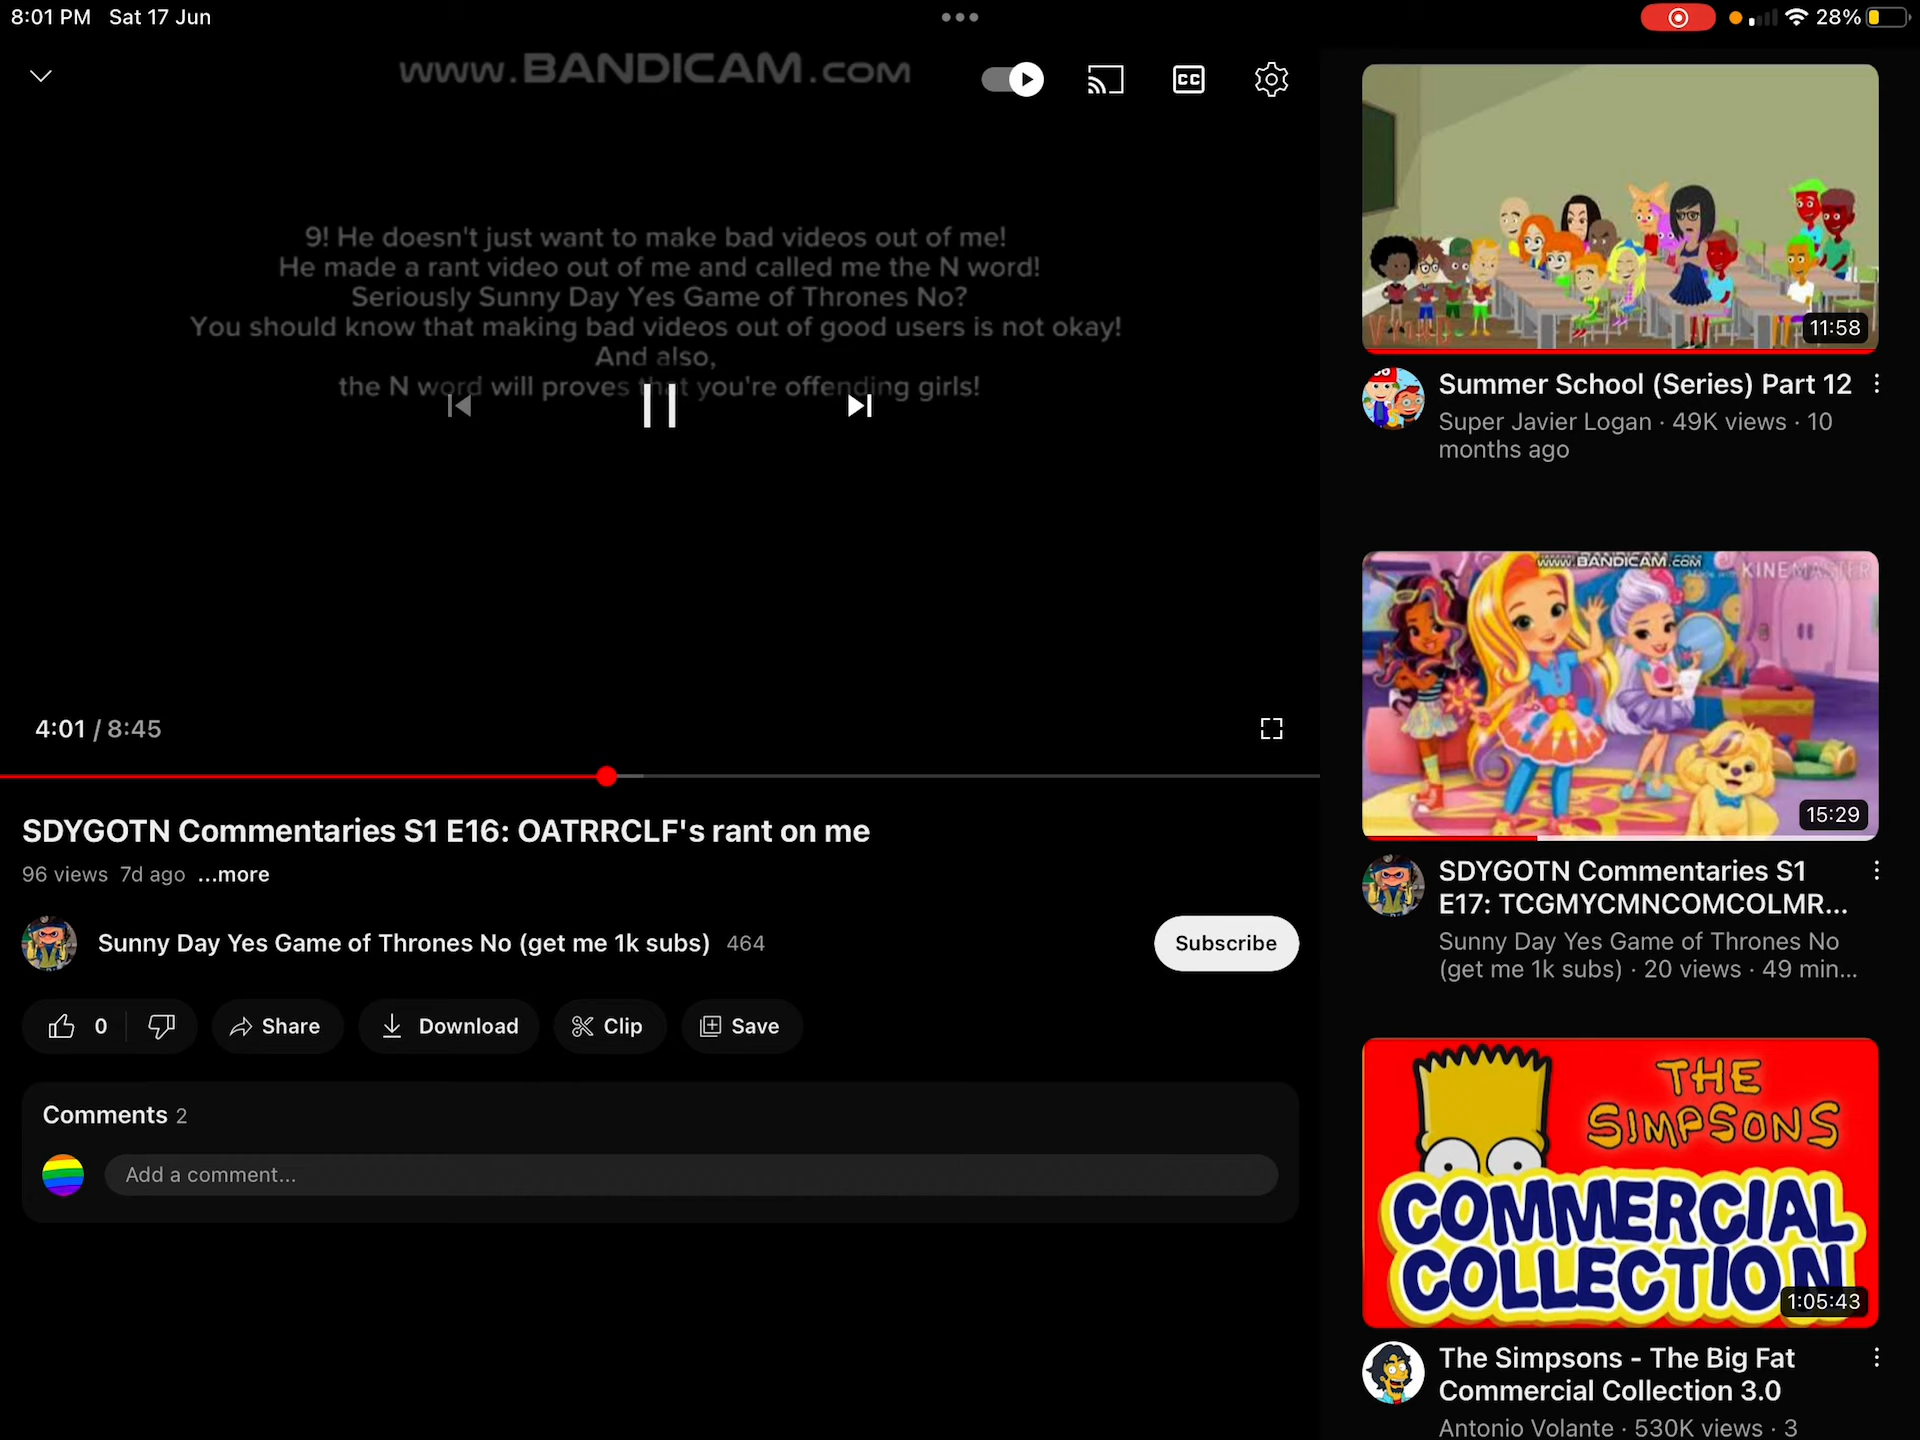 8:01 PM Sat 17 Jun
28%
www.BANDICAM.com
CC
9! He doesn't just want to make bad videos out of me!
He made a rant video out of me and called me the N word!
Seriously Sunny Day Yes Game of Thrones No?
You should know that making bad videos out of good users is not okay!
And also,
the N word will proves that you're offending girls!
4:01 / 8:45
SDYGOTN Commentaries S1 E16: OATRRCLF's rant on me
96 views 7d ago ...more
Sunny Day Yes Game of Thrones No (get me 1k subs) 464
Subscribe
0
Share
Download
Clip
Save
Comments 2
Add a comment...
11:58
Summer School (Series) Part 12
Super Javier Logan · 49K views · 10
months ago
www.BANDICAM.com
KINEMASTER
15:29
SDYGOTN Commentaries S1
E17: TCGMYCMNCOMCOLMR...
Sunny Day Yes Game of Thrones No
(get me 1k subs) · 20 views · 49 min...
THE
SIMPSONS
COMMERCIAL
COLLECTION
1:05:43
The Simpsons - The Big Fat
Commercial Collection 3.0
Antonio Volante · 530K views · 3